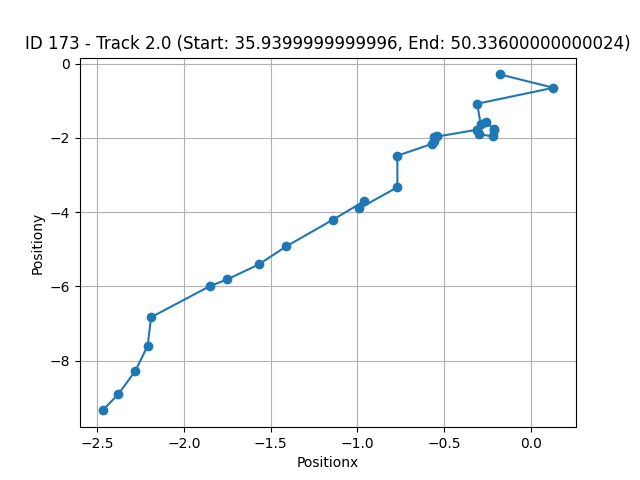 ID 173 - Track 2.0 (Start: 35.9399999999996, End: 50.33600000000024)
0
−2
−4
−6
−8
Positiony
−2.5 −2.0 −1.5 −1.0 −0.5 0.0
Positionx